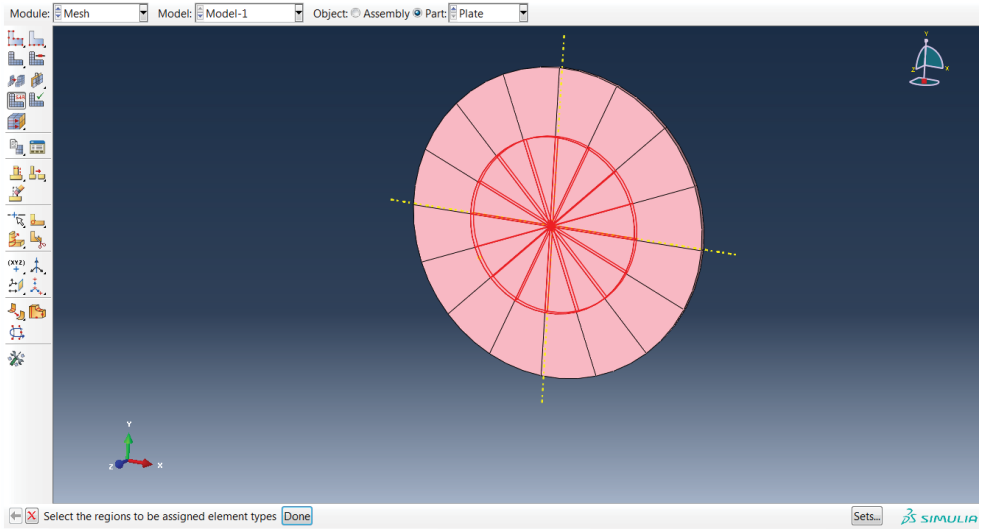 Module: Mesh Model: Model-1 Object: Assembly Part: Plate
Y
Z X
(XYZ)
Y
Z X
Select the regions to be assigned element types Done Sets... SIMULIA